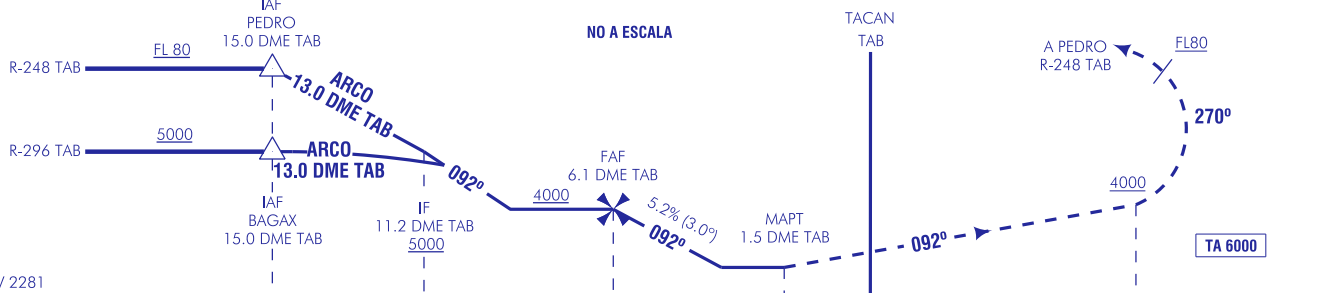 IAF
PEDRO
15.0 DME TAB
R-248 TAB
FL 80
ARCO
13.0 DME TAB
R-296 TAB
5000
ARCO
13.0 DME TAB
IAF
BAGAX
15.0 DME TAB
IF
11.2 DME TAB
5000
092º
4000
NO A ESCALA
FAF
6.1 DME TAB
5.2% (3.0º)
092º
MAPT
1.5 DME TAB
TACAN
TAB
092º
4000
270º
FL80
A PEDRO
R-248 TAB
TA 6000
2281